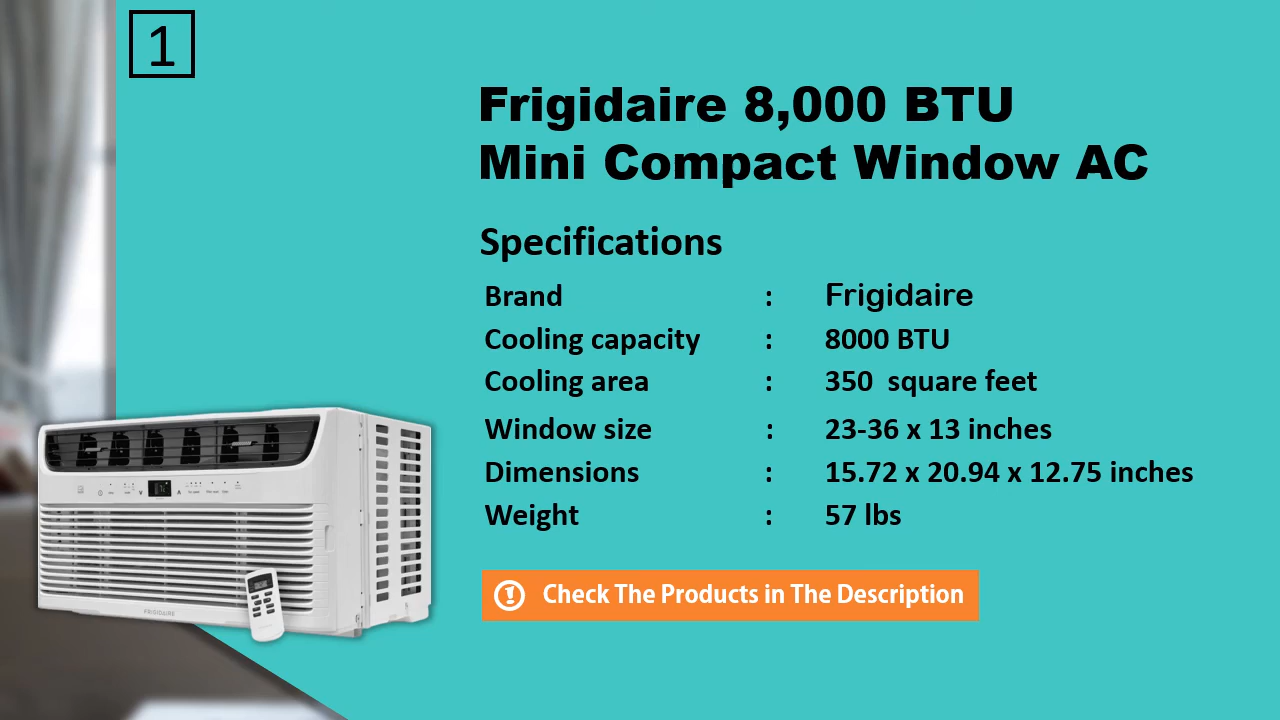 1
Frigidaire 8,000 BTU
Mini Compact Window AC
Specifications
Brand : Frigidaire
Cooling capacity : 8000 BTU
Cooling area : 350 square feet
Window size : 23-36 x 13 inches
Dimensions : 15.72 x 20.94 x 12.75 inches
Weight : 57 lbs
Check The Products in The Description
FRIGIDAIRE